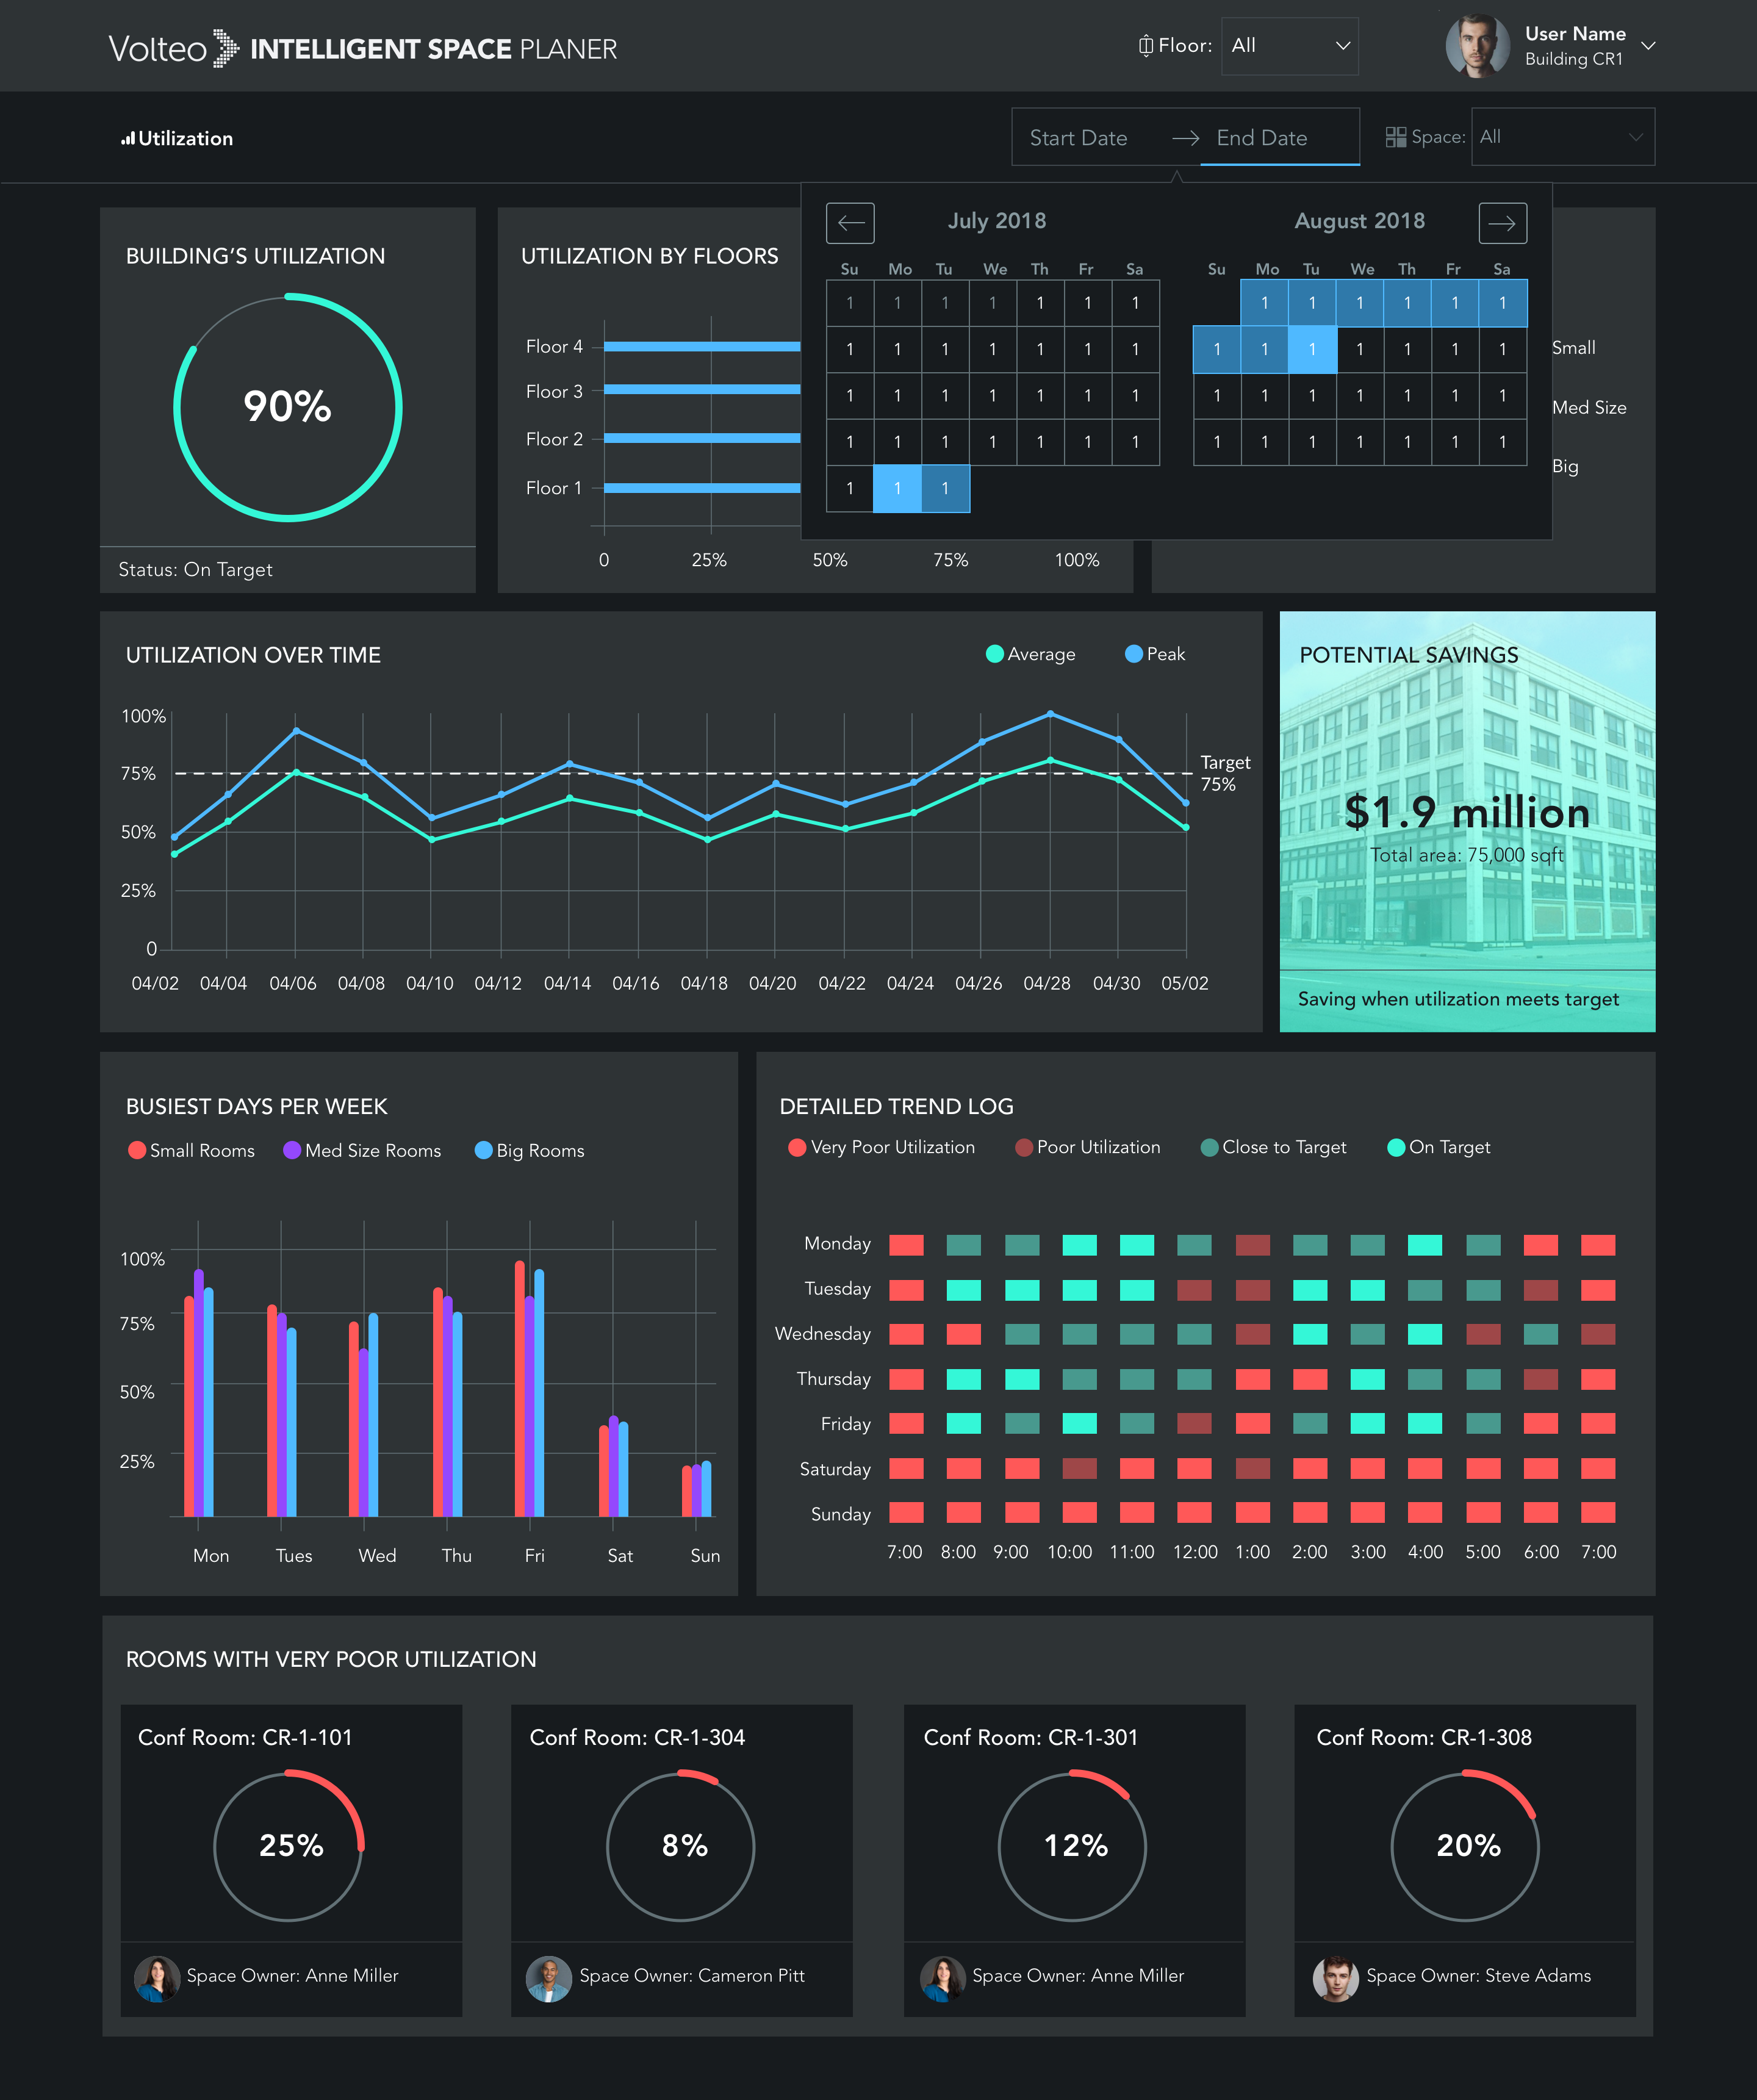 Volteo INTELLIGENT SPACE PLANER
Floor: All
User Name
Building CR1
Utilization
Start Date → End Date
Space: All
← July 2018 August 2018 →
Su Mo Tu We Th Fr Sa Su Mo Tu We Th Fr Sa
1 1 1 1 1 1 1 1 1 1 1 1 1
1 1 1 1 1 1 1 1 1 1 1 1 1 1
1 1 1 1 1 1 1 1 1 1 1 1 1 1
1 1 1 1 1 1 1 1 1 1 1 1 1 1
1 1 1
BUILDING’S UTILIZATION
90%
Status: On Target
UTILIZATION BY FLOORS
Floor 4
Floor 3
Floor 2
Floor 1
0 25% 50% 75% 100%
Small
Med Size
Big
UTILIZATION OVER TIME
Average Peak
100%
75%
50%
25%
0
Target
75%
04/02 04/04 04/06 04/08 04/10 04/12 04/14 04/16 04/18 04/20 04/22 04/24 04/26 04/28 04/30 05/02
POTENTIAL SAVINGS
$1.9 million
Total area: 75,000 sqft
Saving when utilization meets target
BUSIEST DAYS PER WEEK
Small Rooms Med Size Rooms Big Rooms
100%
75%
50%
25%
Mon Tues Wed Thu Fri Sat Sun
DETAILED TREND LOG
Very Poor Utilization Poor Utilization Close to Target On Target
Monday
Tuesday
Wednesday
Thursday
Friday
Saturday
Sunday
7:00 8:00 9:00 10:00 11:00 12:00 1:00 2:00 3:00 4:00 5:00 6:00 7:00
ROOMS WITH VERY POOR UTILIZATION
Conf Room: CR-1-101
25%
Space Owner: Anne Miller
Conf Room: CR-1-304
8%
Space Owner: Cameron Pitt
Conf Room: CR-1-301
12%
Space Owner: Anne Miller
Conf Room: CR-1-308
20%
Space Owner: Steve Adams